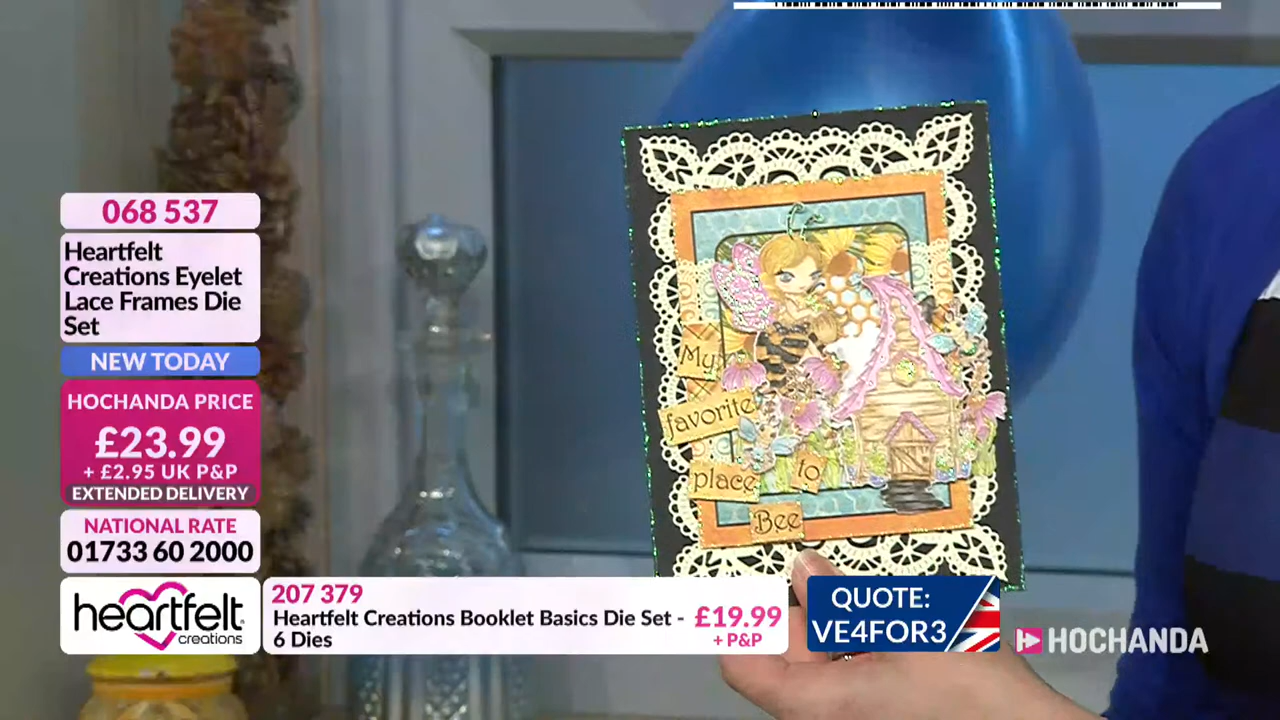 068 537
Heartfelt
Creations Eyelet
Lace Frames Die
Set
NEW TODAY
HOCHANDA PRICE
£23.99
+ £2.95 UK P&P
EXTENDED DELIVERY
NATIONAL RATE
01733 60 2000
heartfelt
creations
207 379
Heartfelt Creations Booklet Basics Die Set -
6 Dies
£19.99
+ P&P
QUOTE:
VE4FOR3
HOCHANDA
My
favorite
place to
Bee